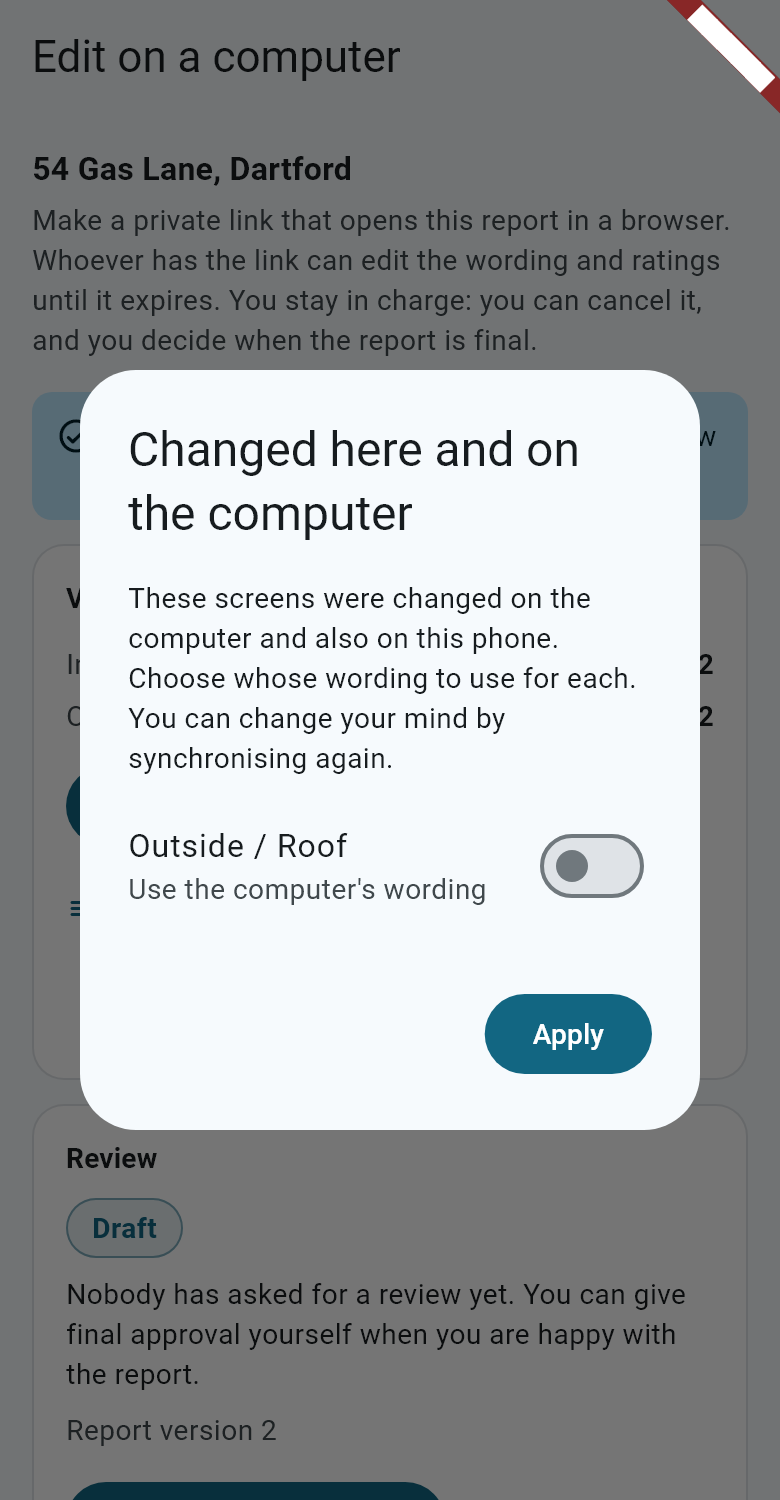 Edit on a computer
54 Gas Lane, Dartford
Make a private link that opens this report in a browser.
Whoever has the link can edit the wording and ratings
until it expires. You stay in charge: you can cancel it,
and you decide when the report is final.
Changed here and on
the computer
These screens were changed on the
computer and also on this phone.
Choose whose wording to use for each.
You can change your mind by
synchronising again.
2
2
Outside / Roof
Use the computer's wording
Apply
Review
Draft
Nobody has asked for a review yet. You can give
final approval yourself when you are happy with
the report.
Report version 2